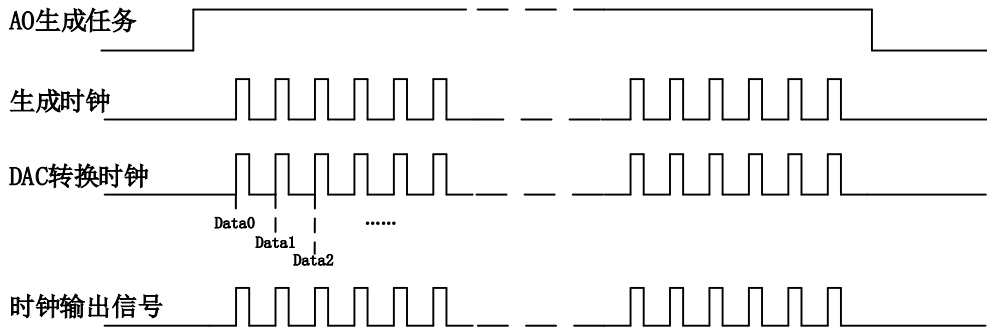 AO生成任务
生成时钟
DAC转换时钟
Data0
Data1
Data2
......
时钟输出信号